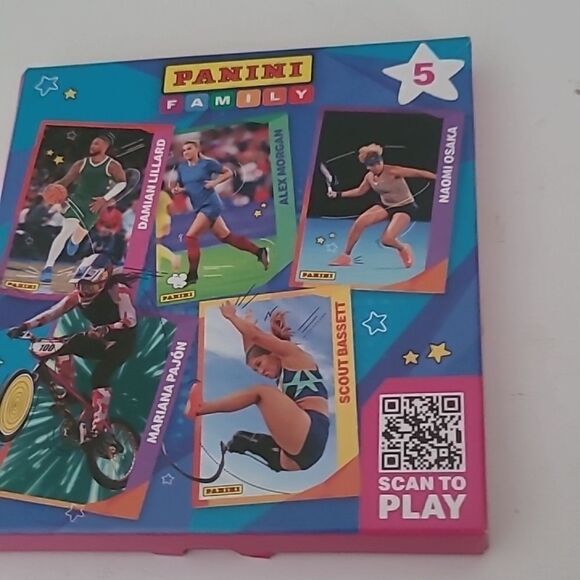 PANINI
FAMILY
5
DAMIAN LILLARD
ALEX MORGAN
NAOMI OSAKA
PANINI
PANINI
PANINI
100
MARIANA PAJÓN
SCOUT BASSETT
PANINI
SCAN TO
PLAY